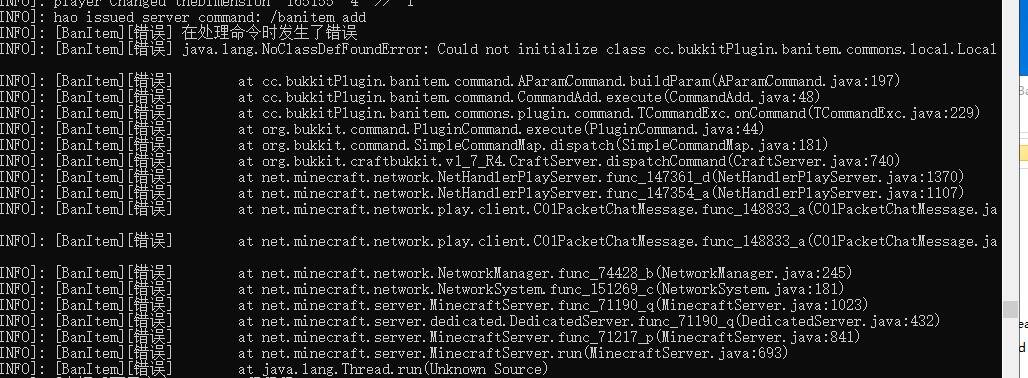 INFO]: player Changed theDimension 165155 4 >> 1
INFO]: hao issued server command: /banitem add
INFO]: [BanItem][错误] 在处理命令时发生了错误
INFO]: [BanItem][错误] java.lang.NoClassDefFoundError: Could not initialize class cc.bukkitPlugin.banitem.commons.local.Local
INFO]: [BanItem][错误] at cc.bukkitPlugin.banitem.command.AParamCommand.buildParam(AParamCommand.java:197)
INFO]: [BanItem][错误] at cc.bukkitPlugin.banitem.command.CommandAdd.execute(CommandAdd.java:48)
INFO]: [BanItem][错误] at cc.bukkitPlugin.banitem.commons.plugin.command.TCommandExc.onCommand(TCommandExc.java:229)
INFO]: [BanItem][错误] at org.bukkit.command.PluginCommand.execute(PluginCommand.java:44)
INFO]: [BanItem][错误] at org.bukkit.command.SimpleCommandMap.dispatch(SimpleCommandMap.java:181)
INFO]: [BanItem][错误] at org.bukkit.craftbukkit.v1_7_R4.CraftServer.dispatchCommand(CraftServer.java:740)
INFO]: [BanItem][错误] at net.minecraft.network.NetHandlerPlayServer.func_147361_d(NetHandlerPlayServer.java:1370)
INFO]: [BanItem][错误] at net.minecraft.network.NetHandlerPlayServer.func_147354_a(NetHandlerPlayServer.java:1107)
INFO]: [BanItem][错误] at net.minecraft.network.play.client.C01PacketChatMessage.func_148833_a(C01PacketChatMessage.ja
INFO]: [BanItem][错误] at net.minecraft.network.play.client.C01PacketChatMessage.func_148833_a(C01PacketChatMessage.ja
INFO]: [BanItem][错误] at net.minecraft.network.NetworkManager.func_74428_b(NetworkManager.java:245)
INFO]: [BanItem][错误] at net.minecraft.network.NetworkSystem.func_151269_c(NetworkSystem.java:181)
INFO]: [BanItem][错误] at net.minecraft.server.MinecraftServer.func_71190_q(MinecraftServer.java:1023)
INFO]: [BanItem][错误] at net.minecraft.server.dedicated.DedicatedServer.func_71190_q(DedicatedServer.java:432)
INFO]: [BanItem][错误] at net.minecraft.server.MinecraftServer.func_71217_p(MinecraftServer.java:841)
INFO]: [BanItem][错误] at net.minecraft.server.MinecraftServer.run(MinecraftServer.java:693)
INFO]: [BanItem][错误] at java.lang.Thread.run(Unknown Source)